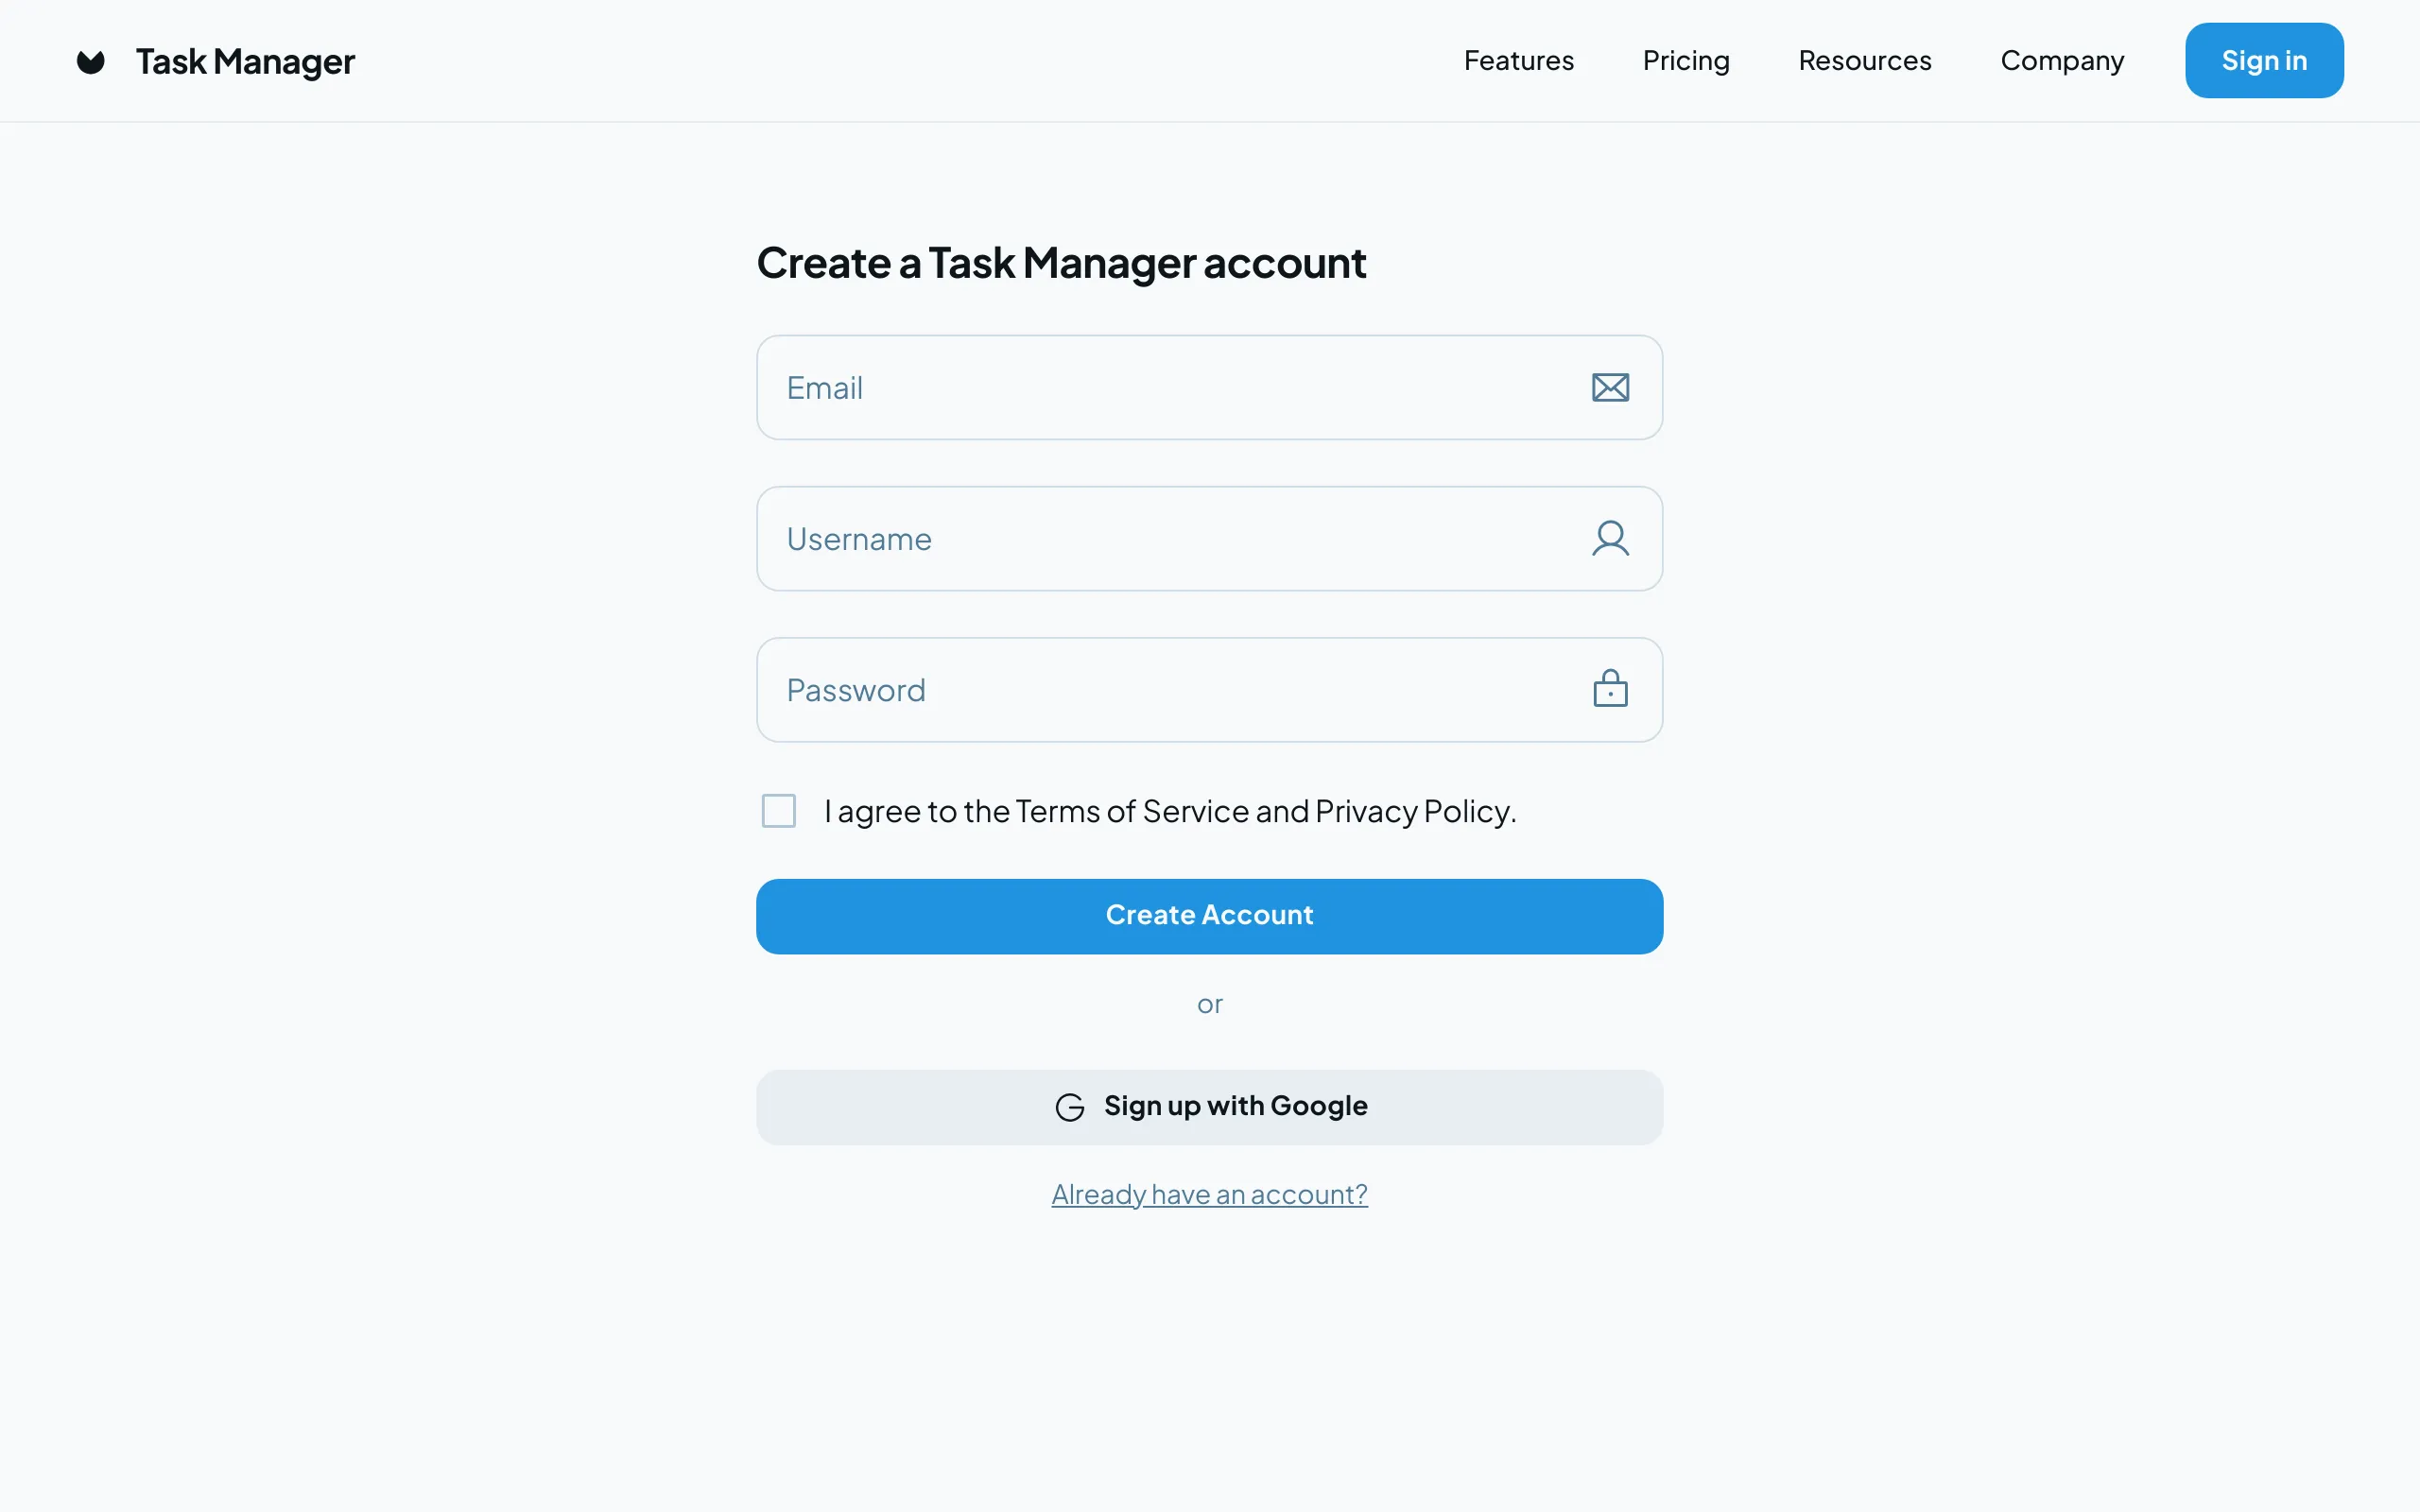 Task Manager
Features
Pricing
Resources
Company
Sign in
Create a Task Manager account
Email
Username
Password
I agree to the Terms of Service and Privacy Policy.
Create Account
or
Sign up with Google
Already have an account?